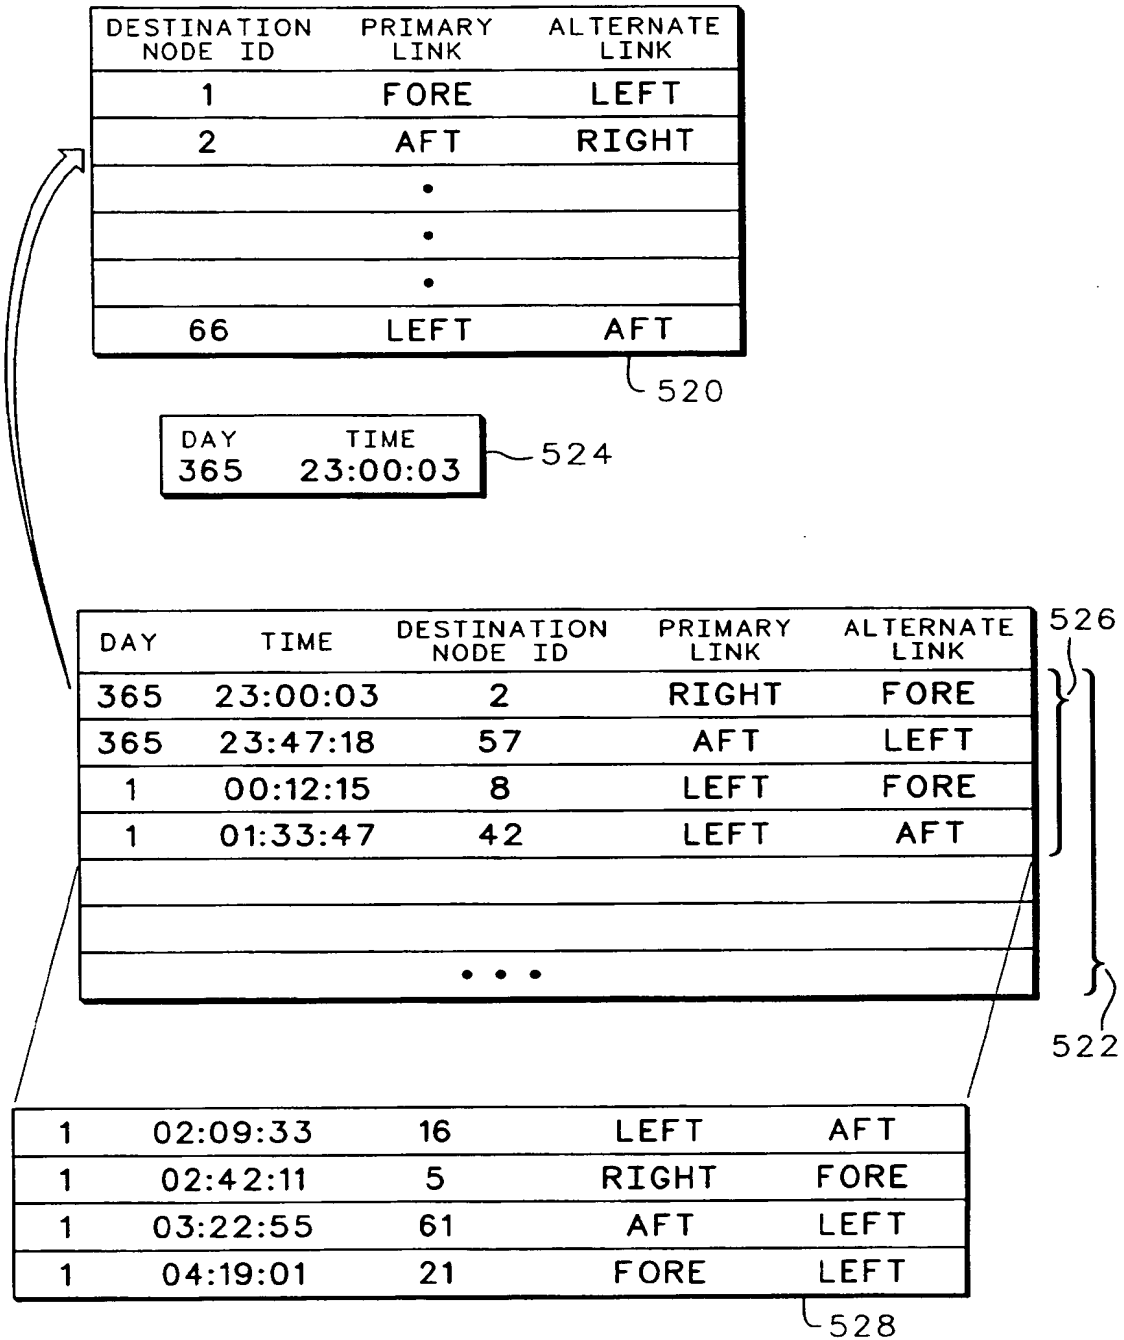 DESTINATION NODE ID PRIMARY LINK ALTERNATE LINK
1 FORE LEFT
2 AFT RIGHT
66 LEFT AFT
520
DAY TIME
365 23:00:03
524
DAY TIME DESTINATION NODE ID PRIMARY LINK ALTERNATE LINK
526
365 23:00:03 2 RIGHT FORE
365 23:47:18 57 AFT LEFT
1 00:12:15 8 LEFT FORE
1 01:33:47 42 LEFT AFT
522
1 02:09:33 16 LEFT AFT
1 02:42:11 5 RIGHT FORE
1 03:22:55 61 AFT LEFT
1 04:19:01 21 FORE LEFT
528